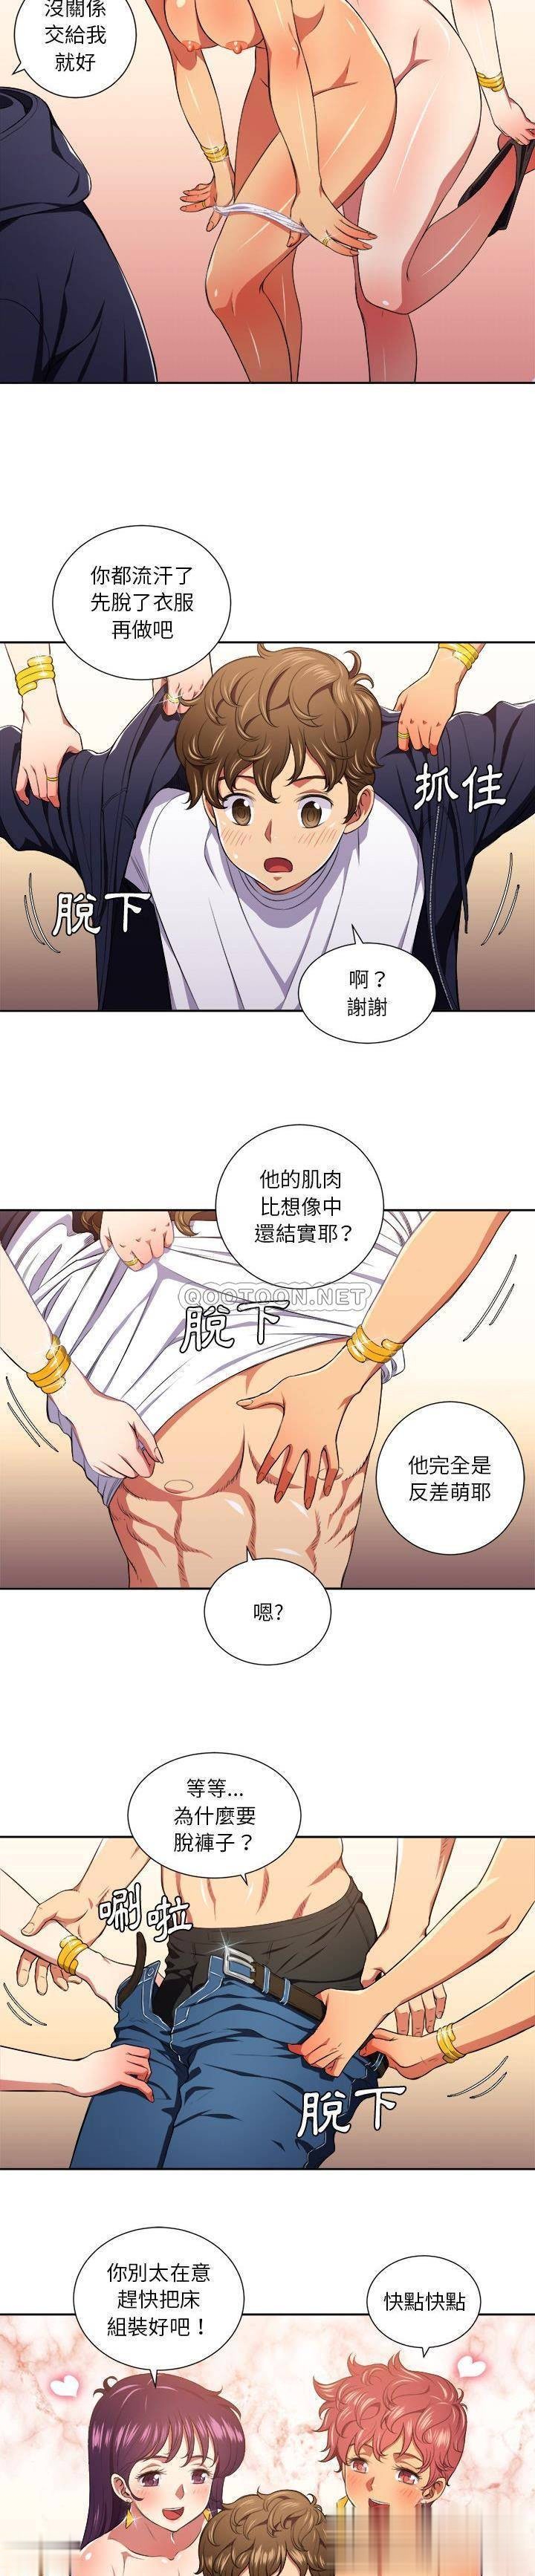 沒關係
交給我
就好
你都流汗了
先脫了衣服
再做吧
抓住
脫下
啊？
謝謝
他的肌肉
比想像中
還結實耶？
QOOTOON.NET
脫下
他完全是
反差萌耶
嗯?
等等...
為什麼要
脫褲子？
唰啦
脫下
你別太在意
趕快把床
組裝好吧！
快點快點